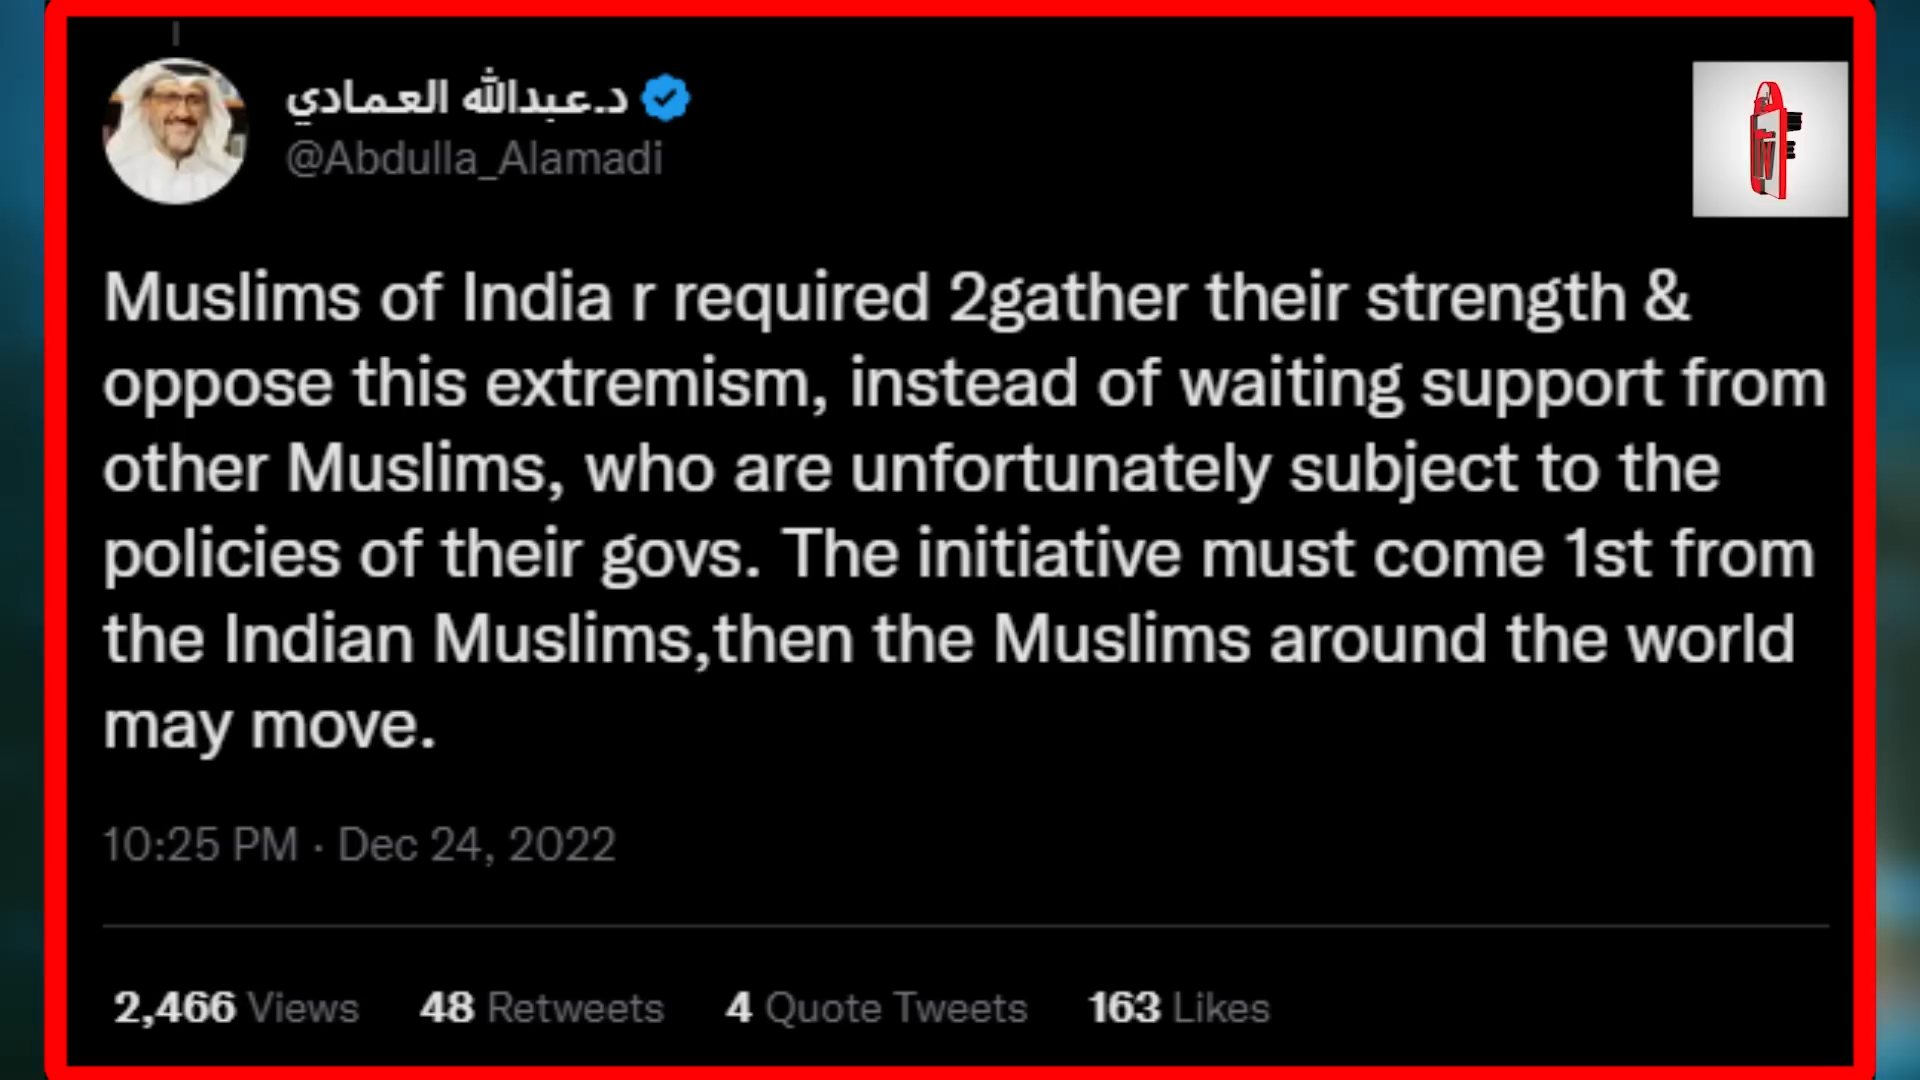 د.عبدالله العمادي
@Abdulla_Alamadi
Muslims of India r required 2gather their strength &
oppose this extremism, instead of waiting support from
other Muslims, who are unfortunately subject to the
policies of their govs. The initiative must come 1st from
the Indian Muslims,then the Muslims around the world
may move.
10:25 PM · Dec 24, 2022
2,466 Views 48 Retweets 4 Quote Tweets 163 Likes